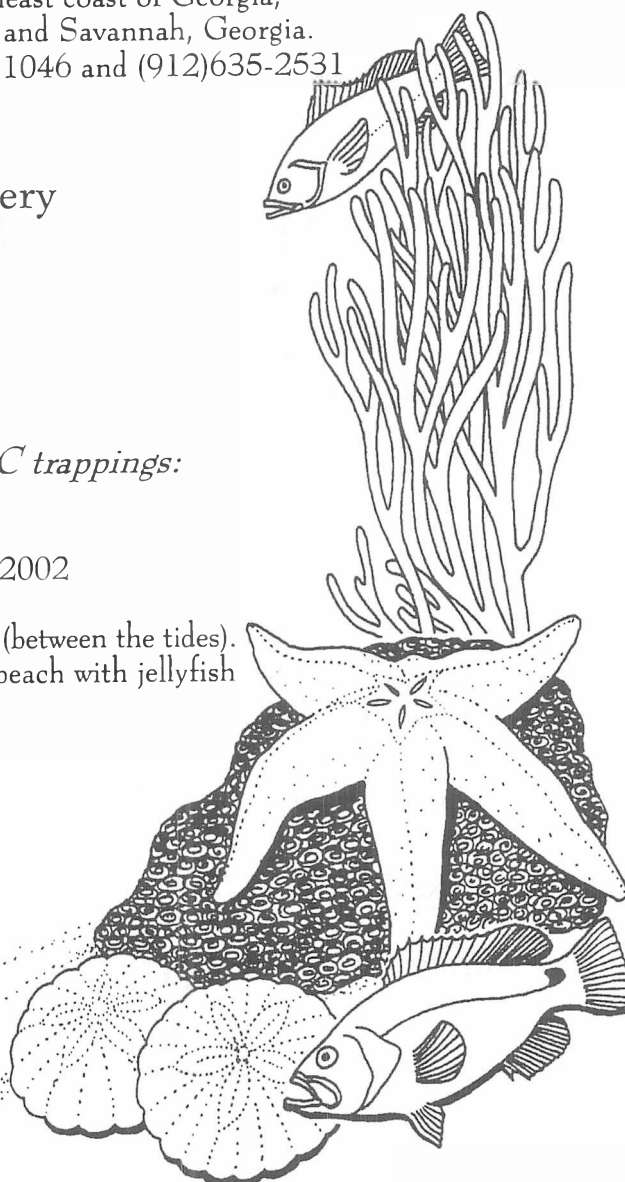 east coast of Georgia,
and Savannah, Georgia.
1046 and (912)635-2531
ery
C trappings:
2002
(between the tides).
beach with jellyfish